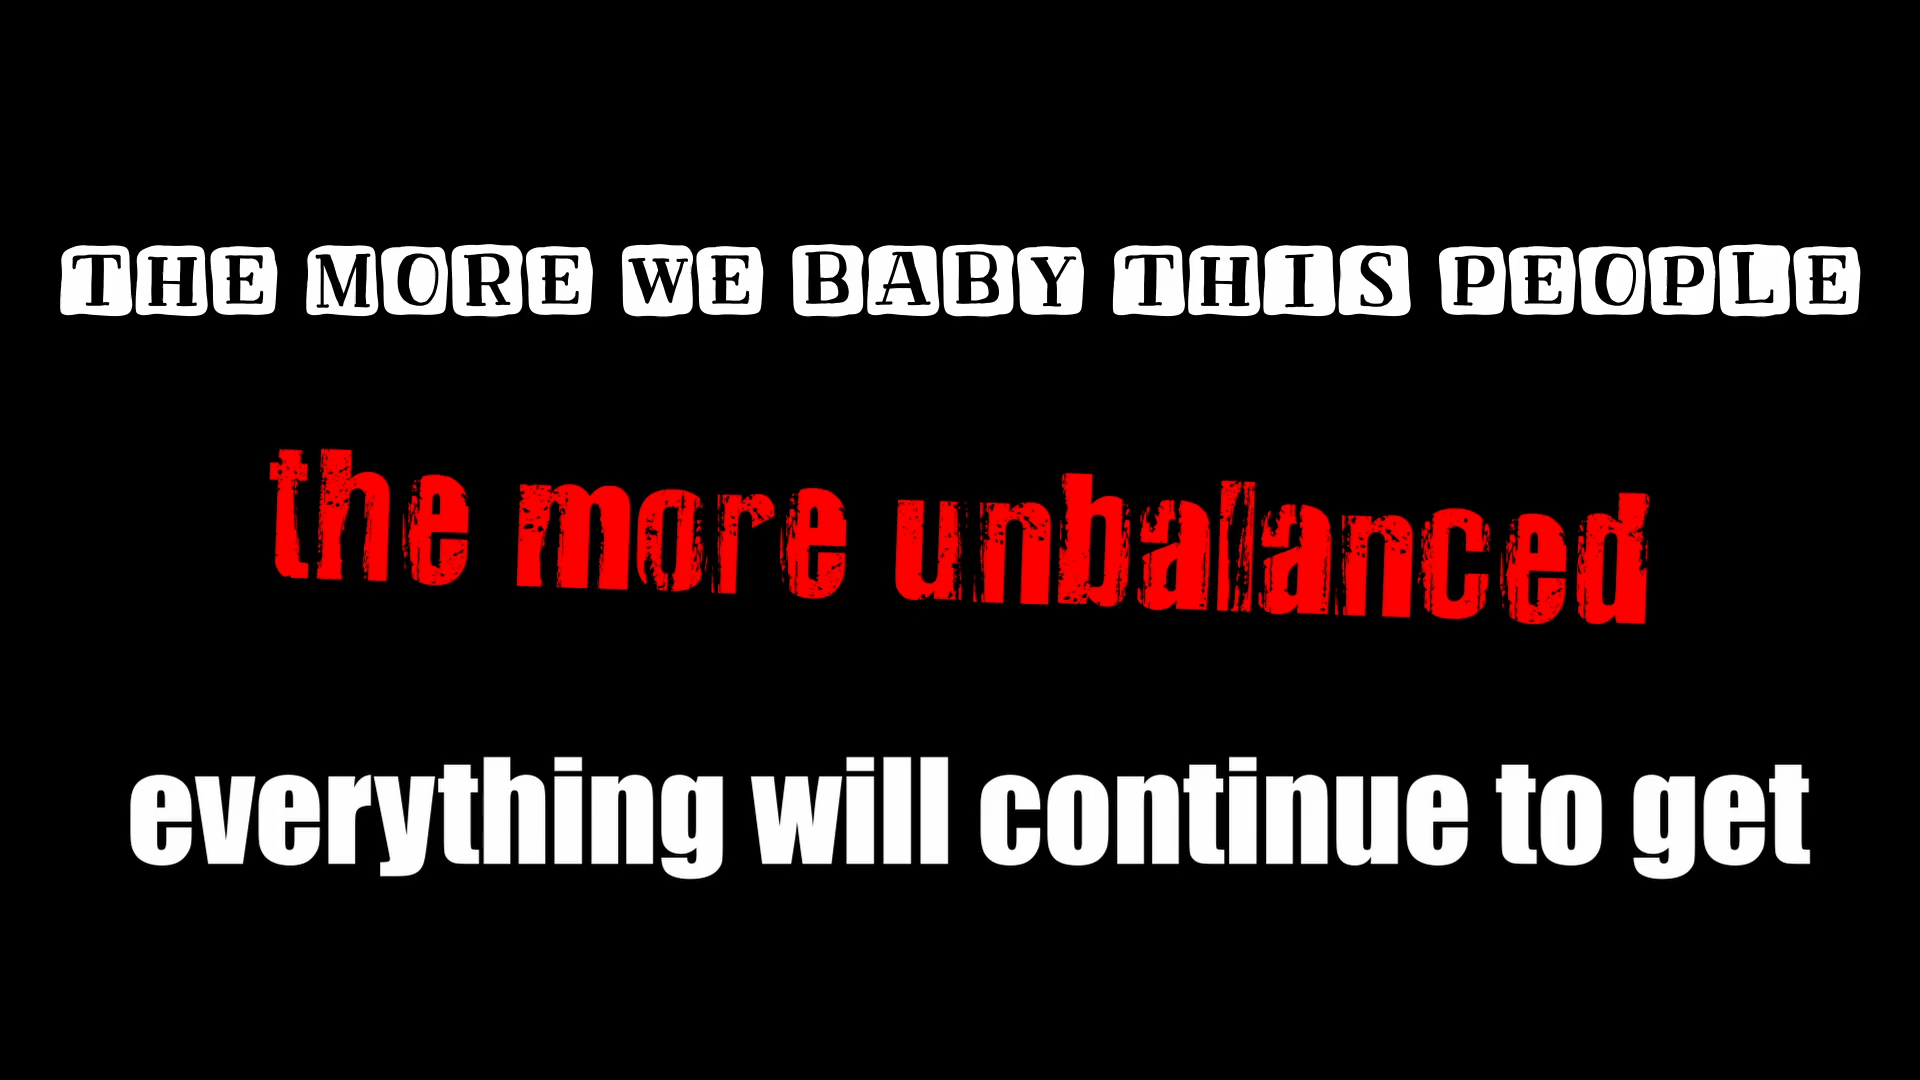 THE MORE WE BABY THIS PEOPLE
the more unbalanced
everything will continue to get